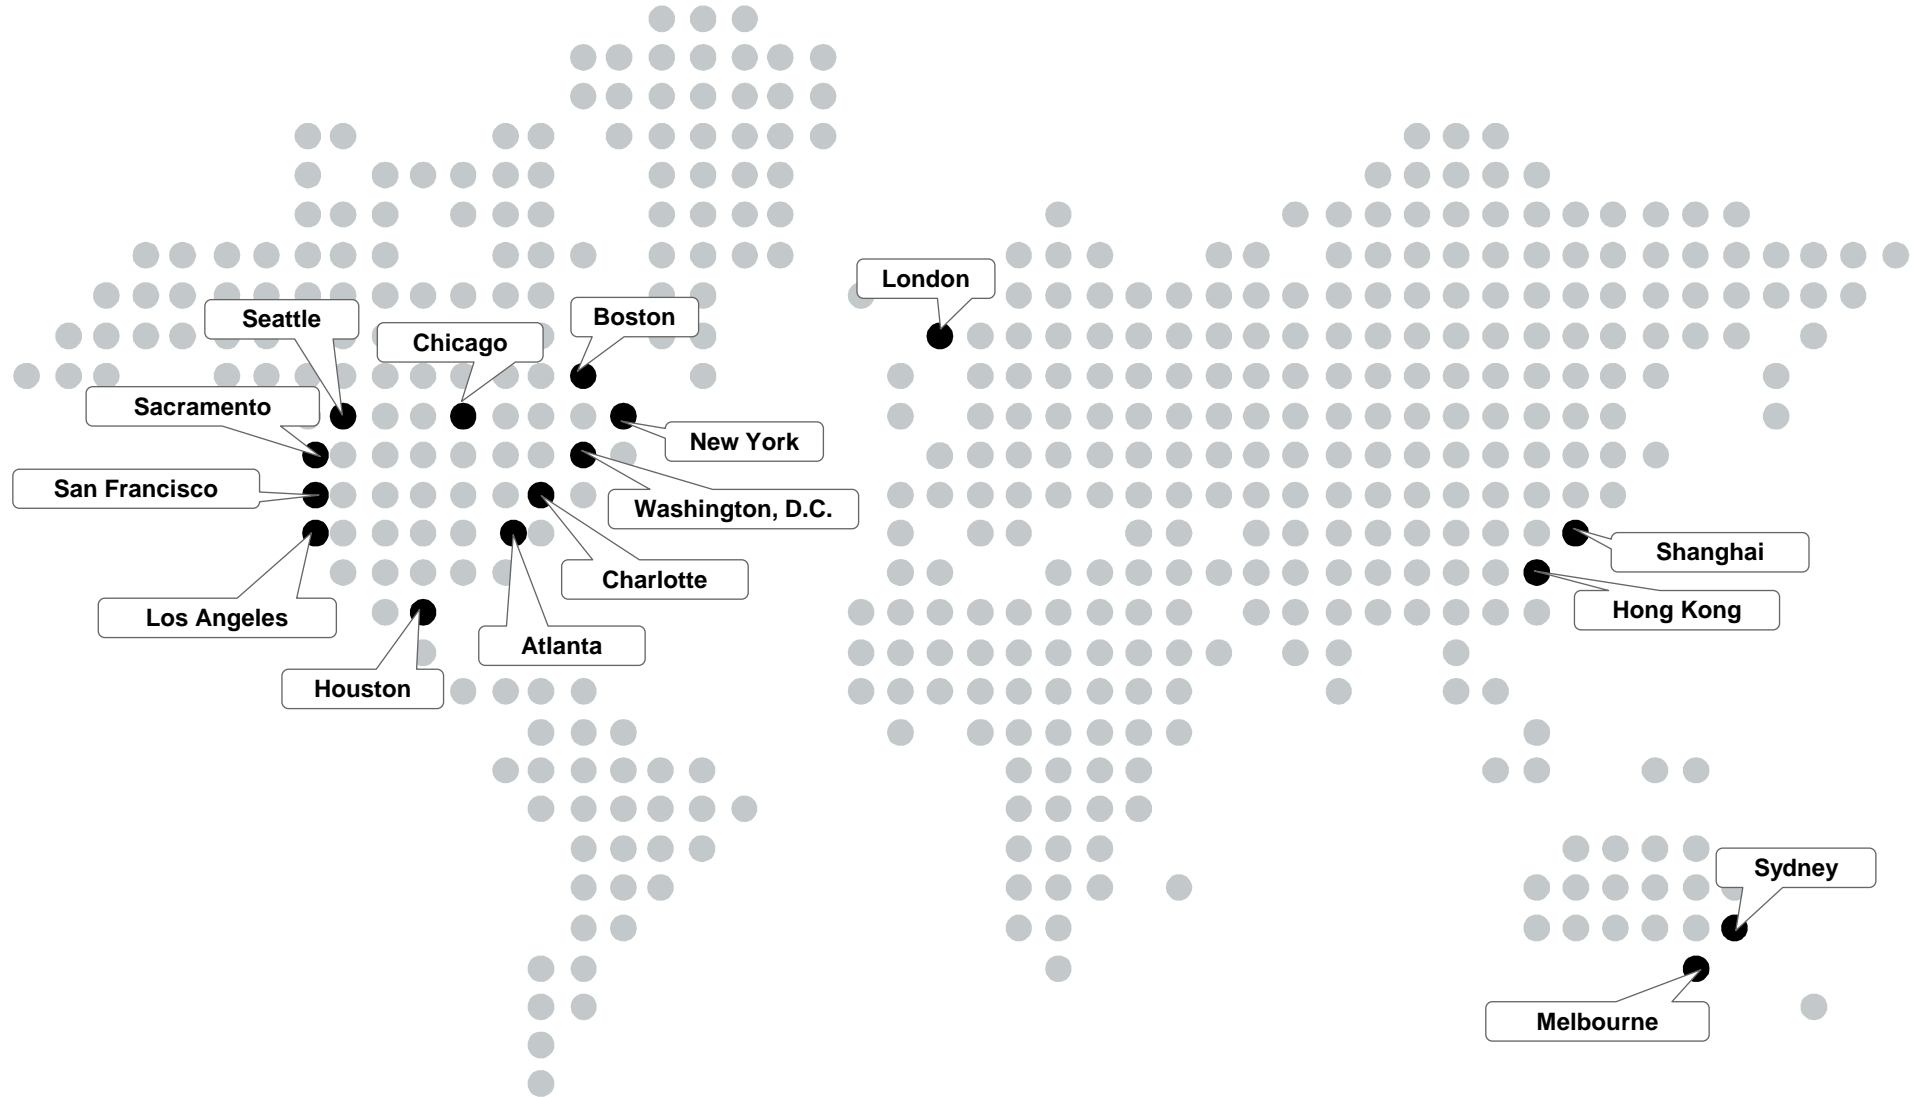 London
Boston
Seattle
Chicago
Sacramento
New York
San Francisco
Washington, D.C.
Shanghai
Charlotte
Hong Kong
Los Angeles
Atlanta
Houston
Sydney
Melbourne